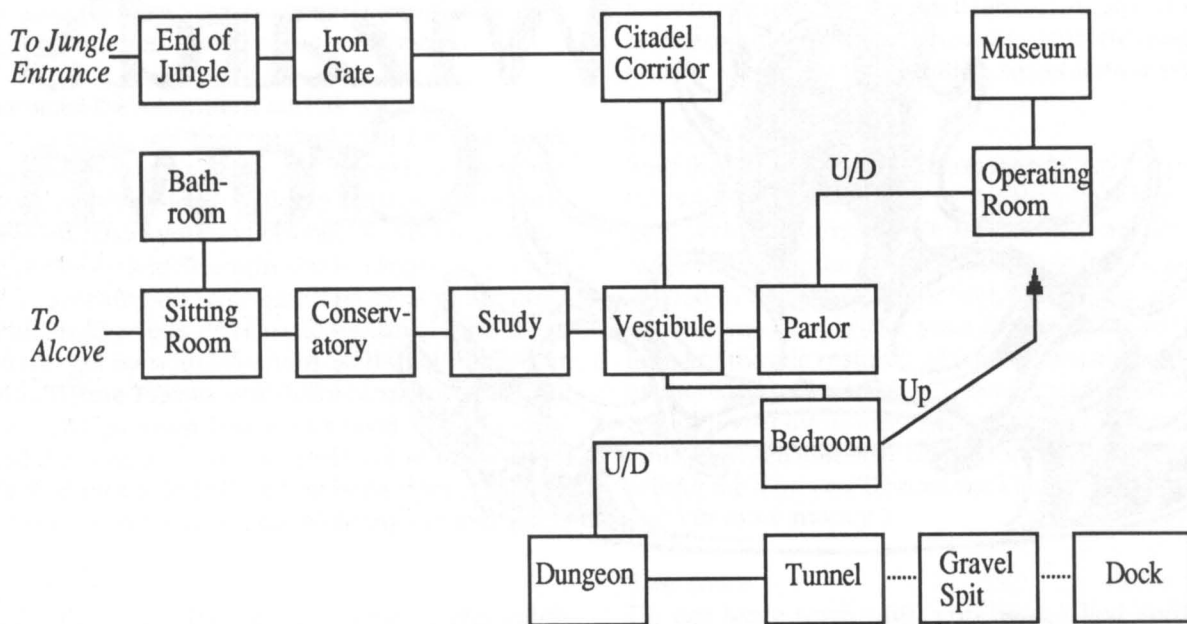 To Jungle
Entrance
End of
Jungle
Iron
Gate
Citadel
Corridor
Museum
Bath-
room
U/D
Operating
Room
To
Alcove
Sitting
Room
Conserv-
atory
Study
Vestibule
Parlor
Up
Bedroom
U/D
Dungeon
Tunnel
Gravel
Spit
Dock